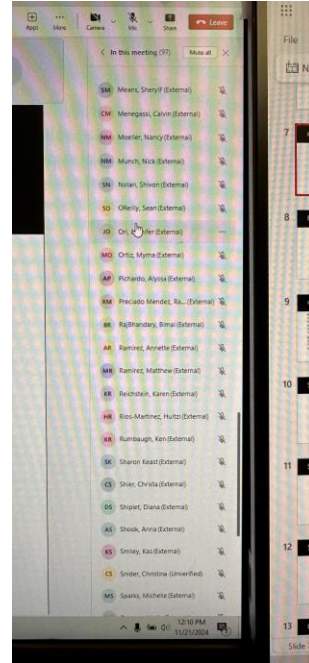 Apps More Camera Mic Share Leave
In this meeting (97) Mute all
SM Means, Sheryl F (External)
CM Menegassi, Calvin (External)
NM Moeller, Nancy (External)
NM Munch, Nick (External)
SN Nolan, Shivon (External)
SO OReilly, Sean (External)
JO Ori, (External)
MO Ortiz, Myrna (External)
AP Pichardo, Alyssa (External)
RM Preciado Mendez, Ra... (External)
BR RajBhandary, Bimal (External)
AR Ramirez, Annette (External)
MR Ramirez, Matthew (External)
KR Reichstein, Karen (External)
HR Rios-Martinez, Huitzi (External)
KR Rumbaugh, Ken (External)
SK Sharon Keast (External)
CS Shier, Christa (External)
DS Shiplet, Diana (External)
AS Shook, Anna (External)
KS Smiley, Kas (External)
CS Snider, Christina (Unverified)
MS Sparks, Michelle (External)
12:10 PM
11/21/2024
File
N
7
8
9
10
11
12
13
Slide